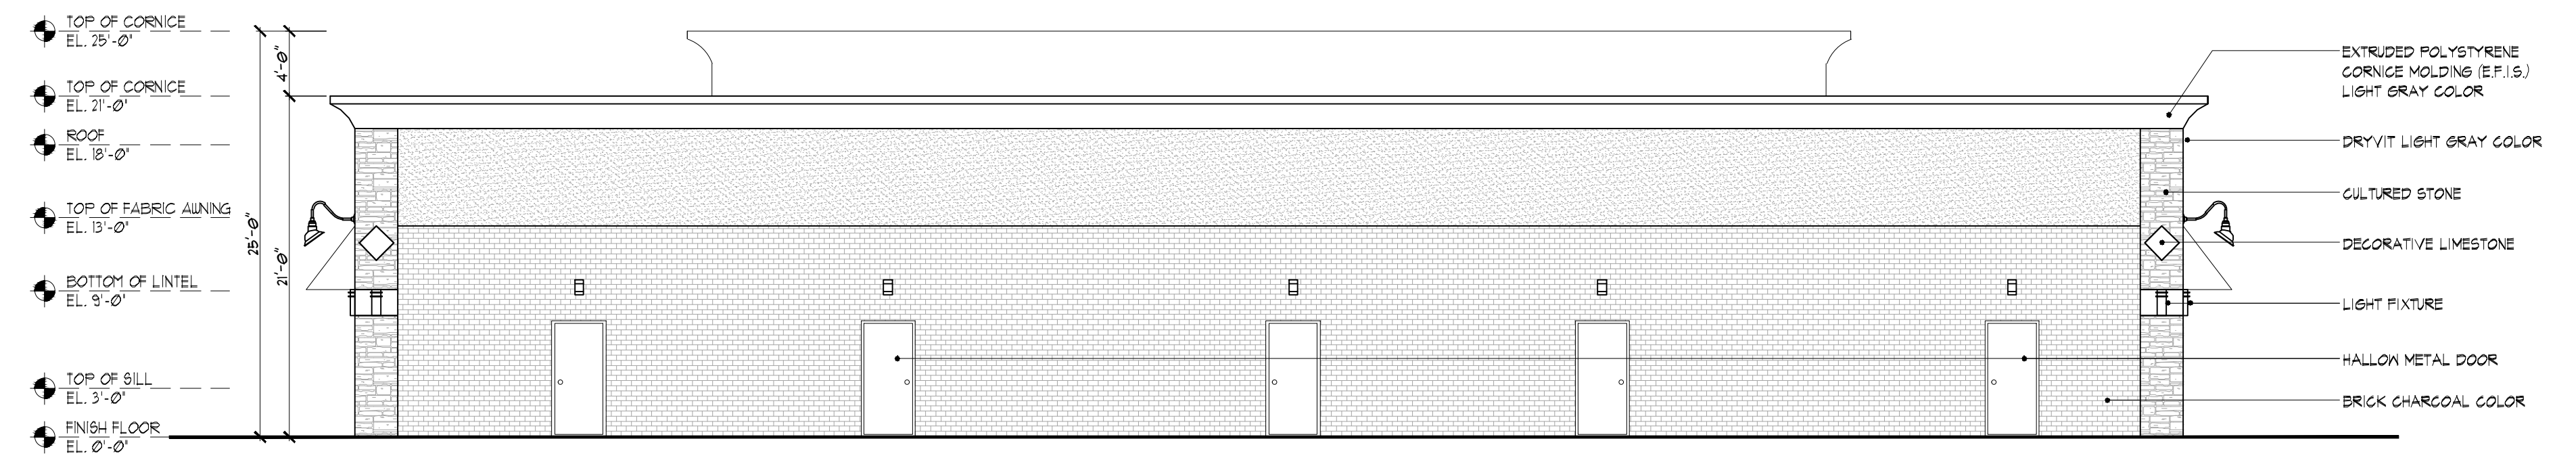 TOP OF CORNICE
EL. 25'-0"
TOP OF CORNICE
EL. 21'-0"
ROOF
EL. 18'-0"
TOP OF FABRIC AWNING
EL. 13'-0"
BOTTOM OF LINTEL
EL. 9'-0"
TOP OF SILL
EL. 3'-0"
FINISH FLOOR
EL. 0'-0"
25'-0"
4'-0"
21'-0"
EXTRUDED POLYSTYRENE
CORNICE MOLDING (E.F.I.S.)
LIGHT GRAY COLOR
DRYVIT LIGHT GRAY COLOR
CULTURED STONE
DECORATIVE LIMESTONE
LIGHT FIXTURE
HALLOW METAL DOOR
BRICK CHARCOAL COLOR